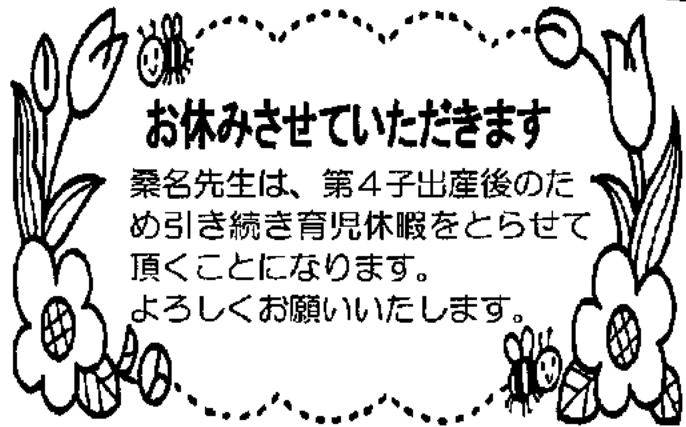 お休みさせていただきます
桑名先生は、第４子出産後のた
め引き続き育児休暇をとらせて
頂くことになります。
よろしくお願いいたします。